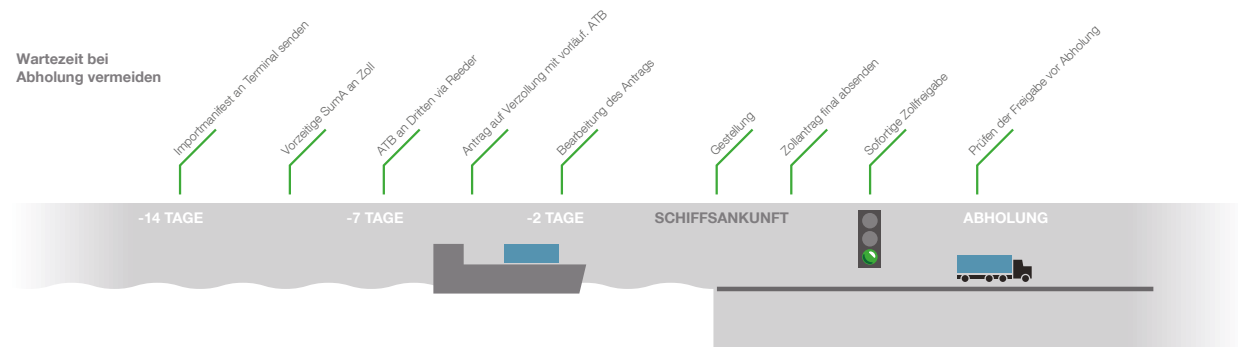 Wartezeit bei
Abholung vermeiden
Importmanifest an Terminal senden
Vorzeitige SumA an Zoll
ATB an Dritten via Reeder
Antrag auf Verzollung mit vorläuf. ATB
Bearbeitung des Antrags
Gestellung
Zollantrag final absenden
Sofortige Zollfreigabe
Prüfen der Freigabe vor Abholung
-14 TAGE
-7 TAGE
-2 TAGE
SCHIFFSANKUNFT
ABHOLUNG